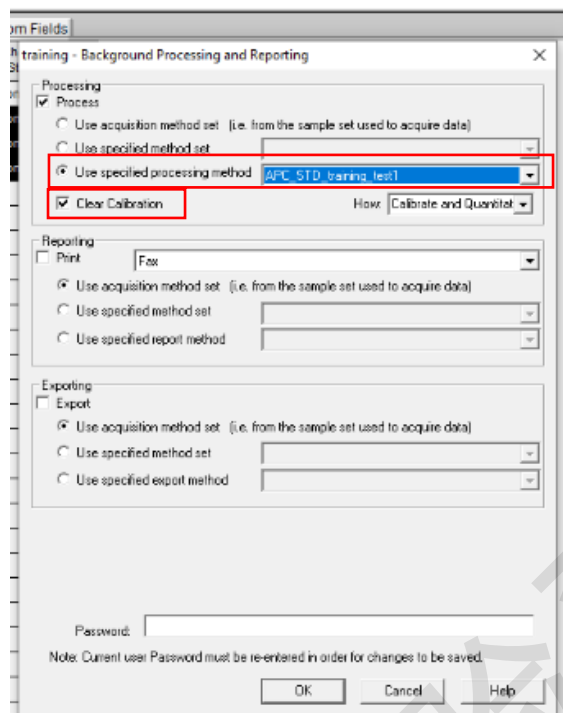 om Fields
training - Background Processing and Reporting
Processing
Process
Use acquisition method set (i.e. from the sample set used to acquire data)
Use specified method set
Use specified processing method APC_STD_training_test1
Clear Calibration How: Calibrate and Quantitat
Reporting
Print Fax
Use acquisition method set (i.e. from the sample set used to acquire data)
Use specified method set
Use specified report method
Exporting
Export
Use acquisition method set (i.e. from the sample set used to acquire data)
Use specified method set
Use specified export method
Password:
Note: Current user Password must be re-entered in order for changes to be saved.
OK Cancel Help